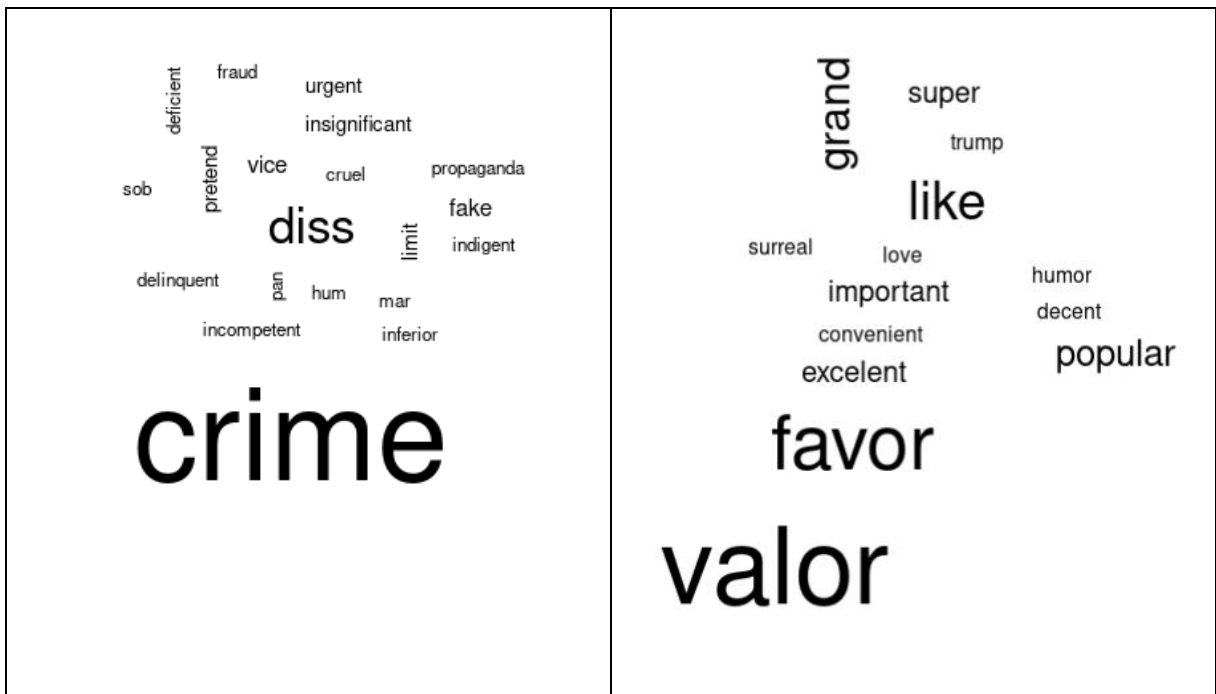 fraud
deficient
urgent
insignificant
vice
cruel
propaganda
pretend
sob
diss
fake
limit
indigent
delinquent
pan
hum
mar
incompetent
inferior
crime
grand
super
trump
like
surreal
love
humor
important
decent
convenient
popular
excelent
favor
valor